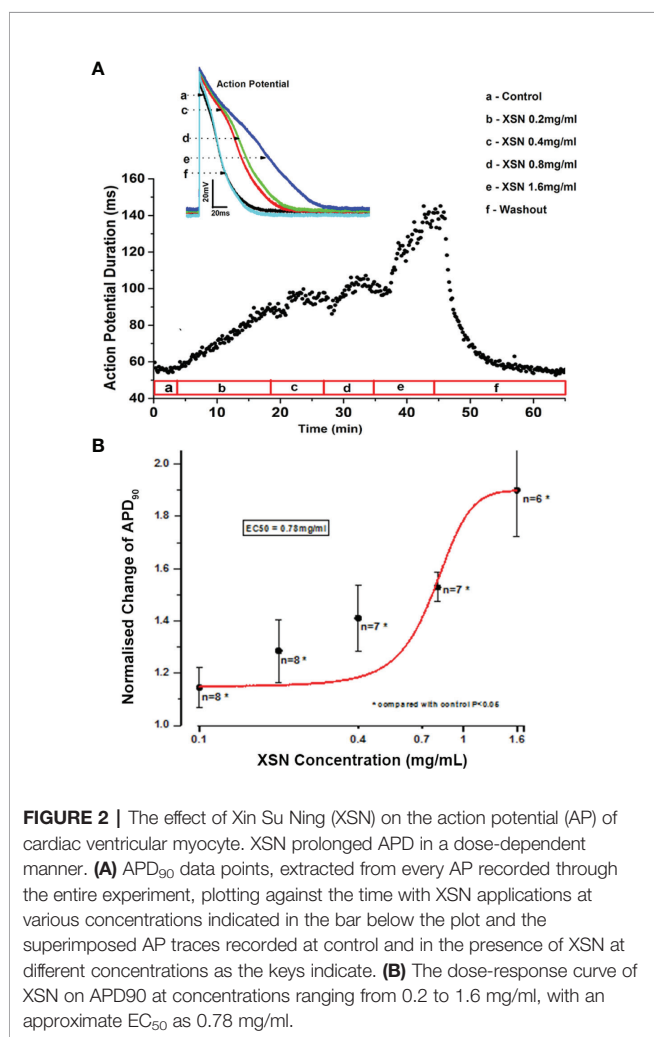 A
Action Potential
a
c
d
e
f
20mV
20ms
a - Control
b - XSN 0.2mg/ml
c - XSN 0.4mg/ml
d - XSN 0.8mg/ml
e - XSN 1.6mg/ml
f - Washout
Action Potential Duration (ms)
160
140
120
100
80
60
40
a b c d e f
0 10 20 30 40 50 60
Time (min)
B
Normalised Change of APD90
2.0
1.8
1.6
1.4
1.2
1.0
EC50 = 0.78mg/ml
n=8 *
n=8 *
n=7 *
n=7 *
n=6 *
* compared with control P<0.05
0.1 0.4 0.7 1 1.6
XSN Concentration (mg/mL)
FIGURE 2 | The effect of Xin Su Ning (XSN) on the action potential (AP) of
cardiac ventricular myocyte. XSN prolonged APD in a dose-dependent
manner. (A) APD90 data points, extracted from every AP recorded through
the entire experiment, plotting against the time with XSN applications at
various concentrations indicated in the bar below the plot and the
superimposed AP traces recorded at control and in the presence of XSN at
different concentrations as the keys indicate. (B) The dose-response curve of
XSN on APD90 at concentrations ranging from 0.2 to 1.6 mg/ml, with an
approximate EC50 as 0.78 mg/ml.